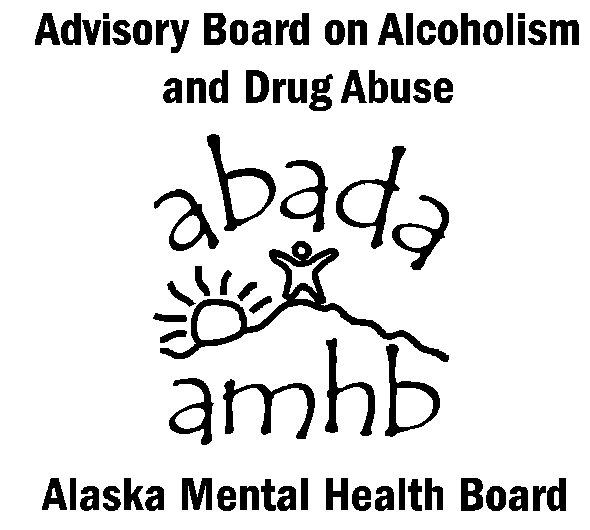 Advisory Board on Alcoholism
and Drug Abuse
abada
amhb
Alaska Mental Health Board